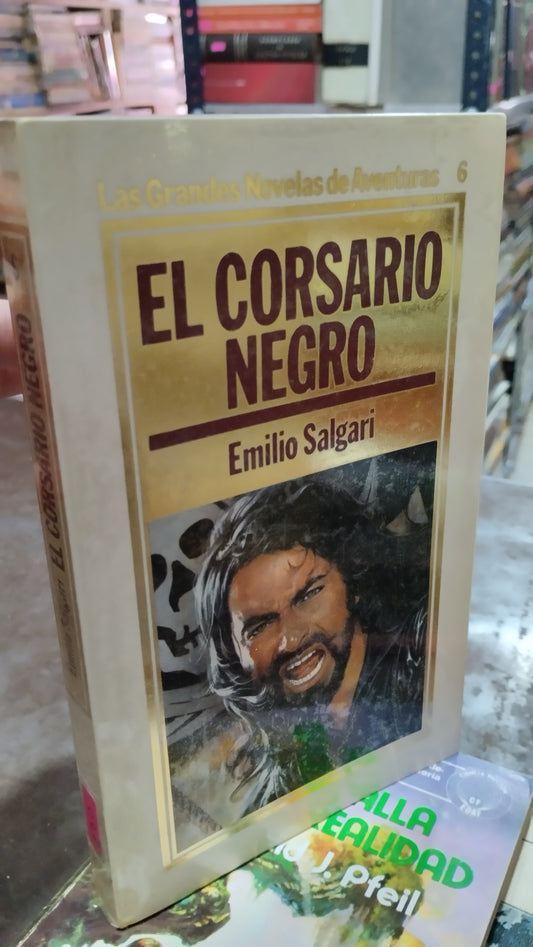 Las Grandes Novelas de Aventuras 6
EL CORSARIO
NEGRO
Emilio Salgari
Emilio Salgari EL CORSARIO NEGRO
ALLA
REALIDAD
J. Pfeil